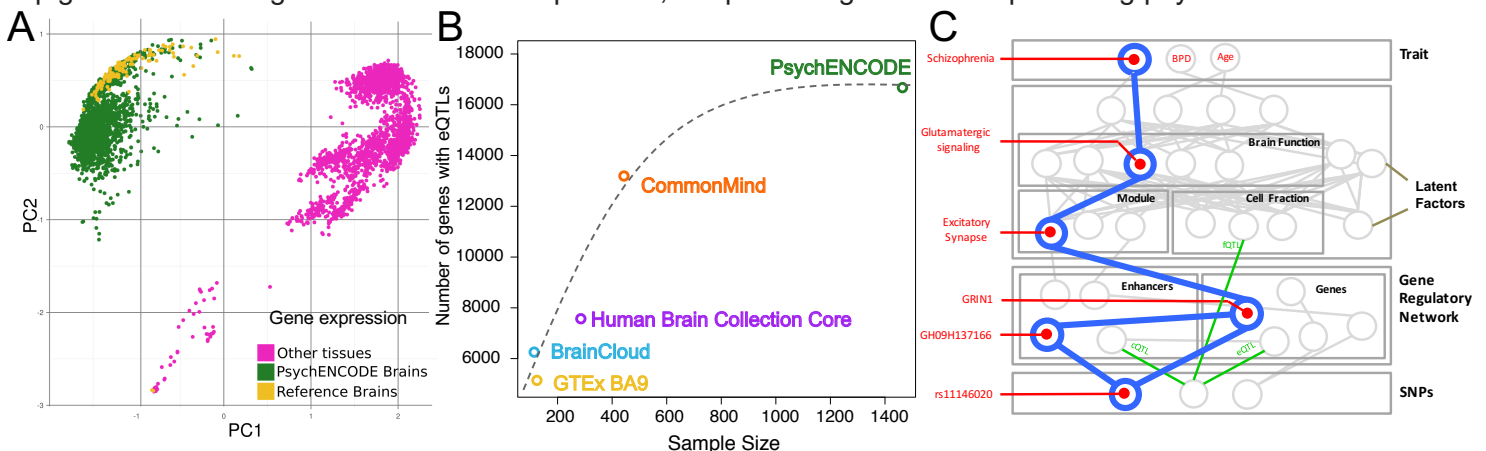 A
1
0
-1
-2
-3
PC2
-1
0
1
2
PC1
Gene expression
Other tissues
PsychENCODE Brains
Reference Brains
B
Number of genes with eQTLs
18000
16000
14000
12000
10000
8000
6000
PsychENCODE
CommonMind
Human Brain Collection Core
BrainCloud
GTEx BA9
200
400
600
800
1000
1200
1400
Sample Size
C
Schizophrenia
BPD
Age
Trait
Glutamatergic
signaling
Brain Function
Module
Cell Fraction
Latent
Factors
Excitatory
Synapse
fQTL
Enhancers
Genes
Gene
Regulatory
Network
GRIN1
GH09H137166
cQTL
eQTL
rs11146020
SNPs